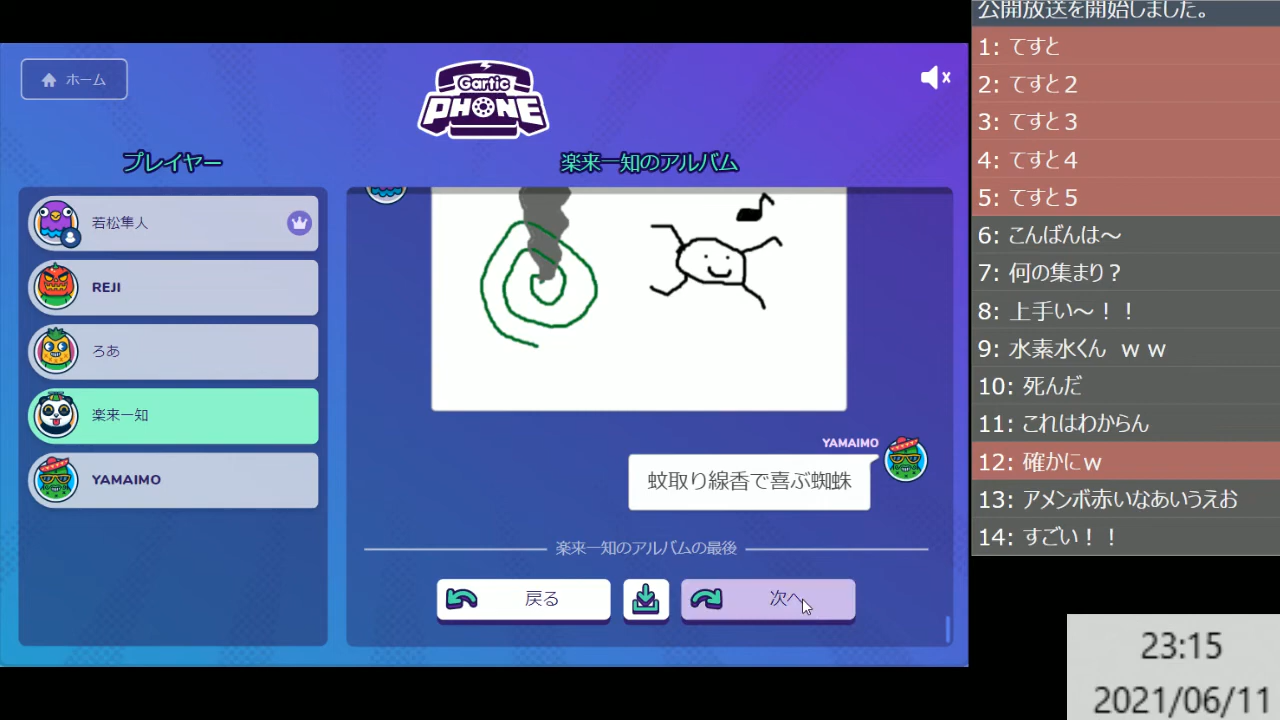 ホーム
Gartic
PHONE
プレイヤー
若松隼人
REJI
ろあ
楽来一知
YAMAIMO
楽来一知のアルバム
YAMAIMO
蚊取り線香で喜ぶ蜘蛛
楽来一知のアルバムの最後
戻る
次へ
公開放送を開始しました。
1: てすと
2: てすと２
3: てすと３
4: てすと４
5: てすと５
6: こんばんは～
7: 何の集まり？
8: 上手い～！！
9: 水素水くん ｗｗ
10: 死んだ
11: これはわからん
12: 確かにｗ
13: アメンボ赤いなあいうえお
14: すごい！！
23:15
2021/06/11